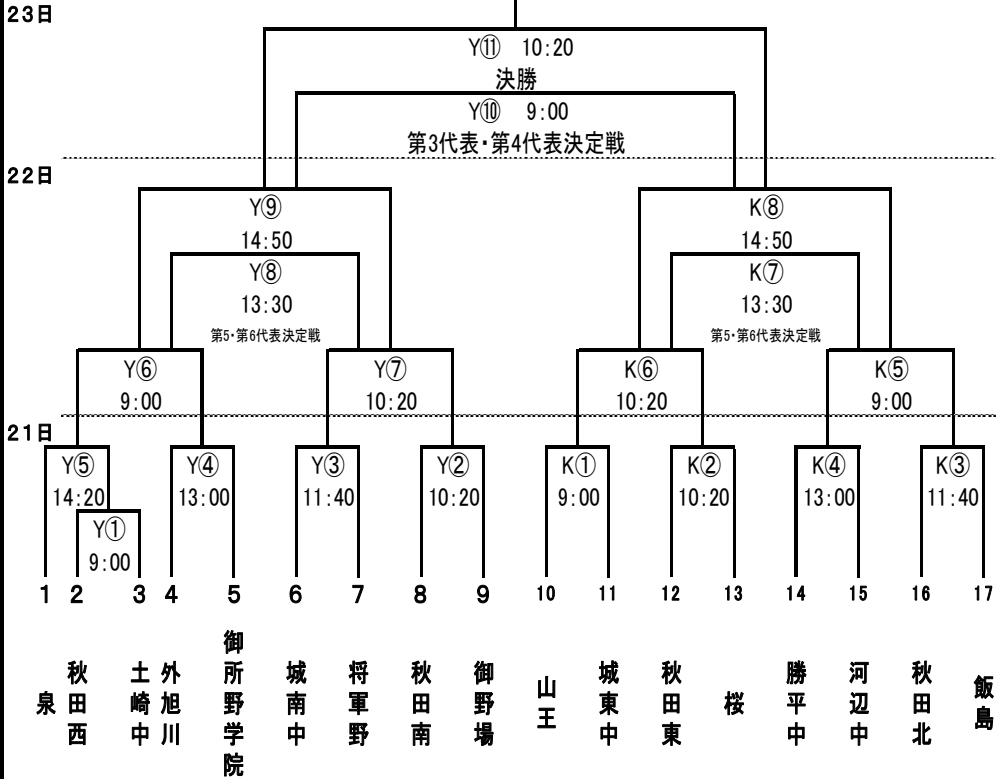 23日
Y⑪ 10:20
決勝
Y⑩ 9:00
第3代表・第4代表決定戦
22日
Y⑨ K⑧
14:50 14:50
Y⑧ K⑦
13:30 13:30
第5・第6代表決定戦 第5・第6代表決定戦
Y⑥ Y⑦ K⑥ K⑤
9:00 10:20 10:20 9:00
21日
Y⑤ Y④ Y③ Y② K① K② K④ K③
14:20 13:00 11:40 10:20 9:00 10:20 13:00 11:40
Y①
9:00
1 2 3 4 5 6 7 8 9 10 11 12 13 14 15 16 17
泉
秋田西
土崎中
外旭川
御所野学院
城南中
将軍野
秋田南
御野場
山王
城東中
秋田東
桜
勝平中
河辺中
秋田北
飯島